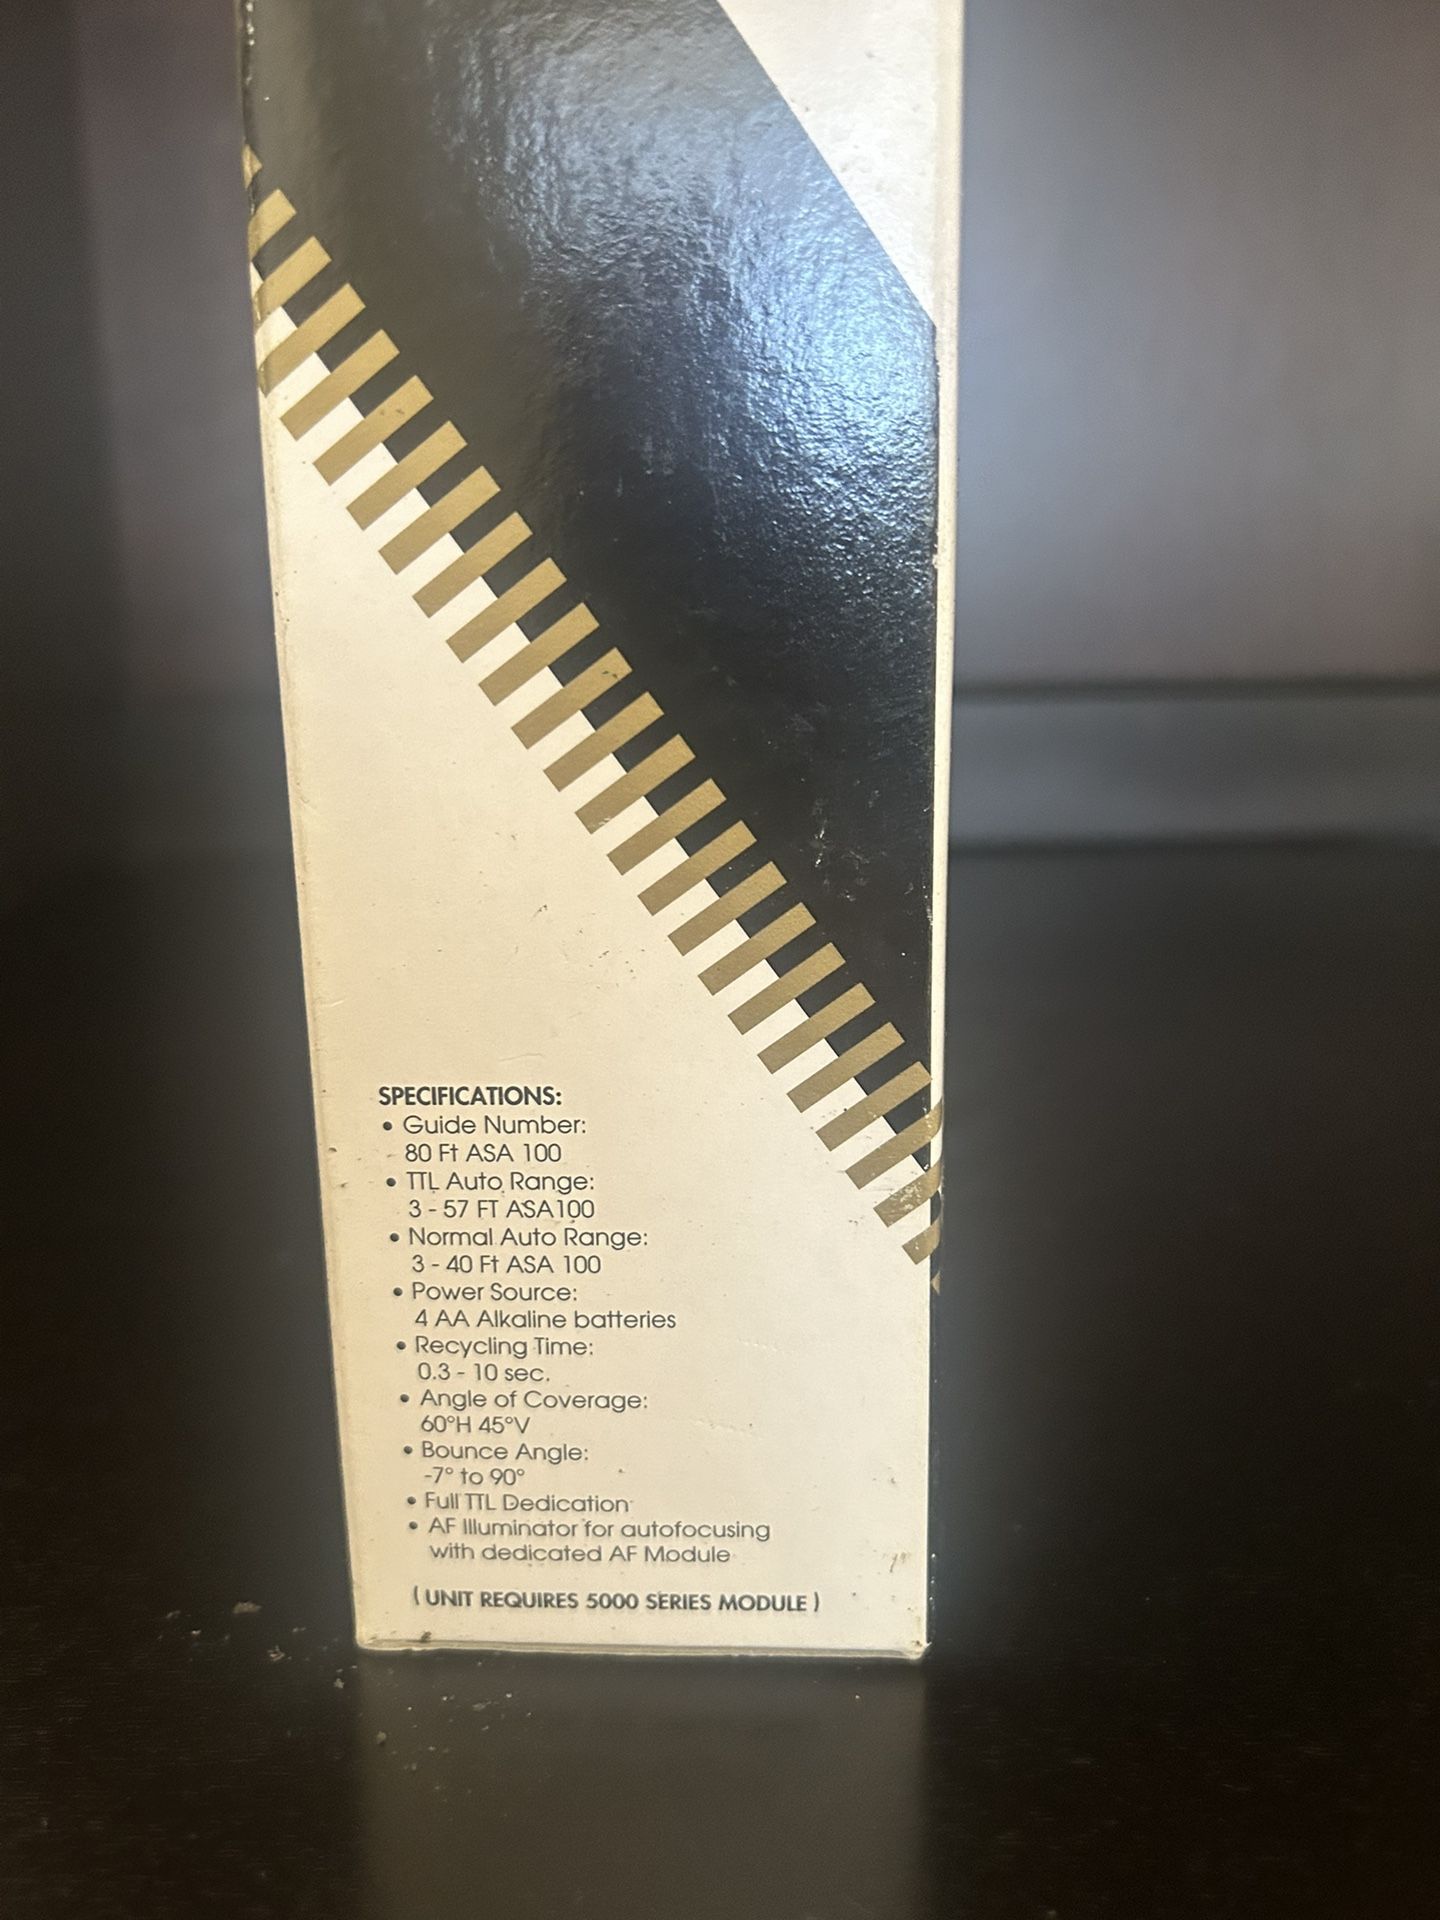 SPECIFICATIONS:
• Guide Number:
80 Ft ASA 100
• TTL Auto Range:
3 - 57 FT ASA100
• Normal Auto Range:
3 - 40 Ft ASA 100
• Power Source:
4 AA Alkaline batteries
• Recycling Time:
0.3 - 10 sec.
• Angle of Coverage:
60°H 45°V
• Bounce Angle:
-7° to 90°
• Full TTL Dedication
• AF Illuminator for autofocusing
with dedicated AF Module
( UNIT REQUIRES 5000 SERIES MODULE )